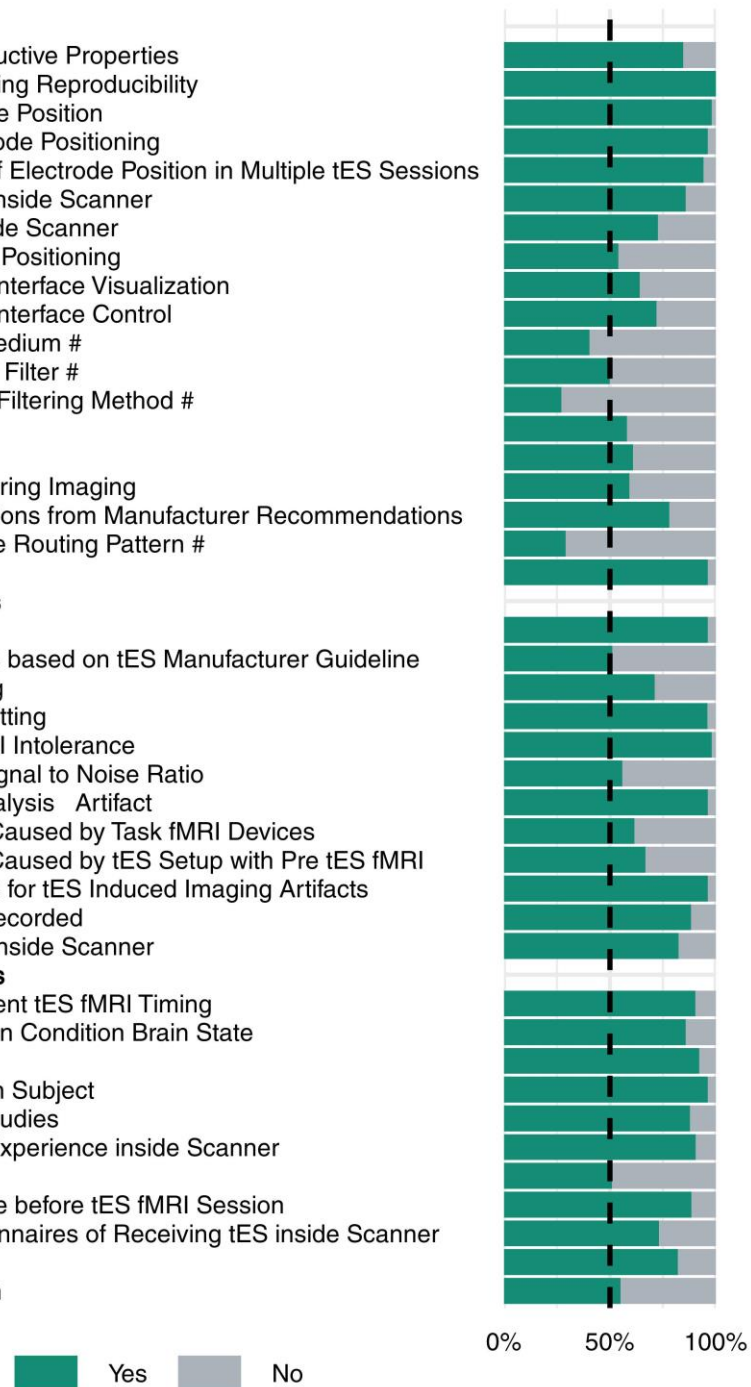 uctive Properties
ing Reproducibility
e Position
ode Positioning
f Electrode Position in Multiple tES Sessions
nside Scanner
de Scanner
Positioning
nterface Visualization
nterface Control
edium #
Filter #
Filtering Method #
ring Imaging
ons from Manufacturer Recommendations
e Routing Pattern #
s
based on tES Manufacturer Guideline
g
tting
I Intolerance
gnal to Noise Ratio
alysis Artifact
Caused by Task fMRI Devices
Caused by tES Setup with Pre tES fMRI
for tES Induced Imaging Artifacts
ecorded
nside Scanner
s
ent tES fMRI Timing
n Condition Brain State
n Subject
udies
xperience inside Scanner
e before tES fMRI Session
nnaires of Receiving tES inside Scanner
n
0% 50% 100%
Yes No